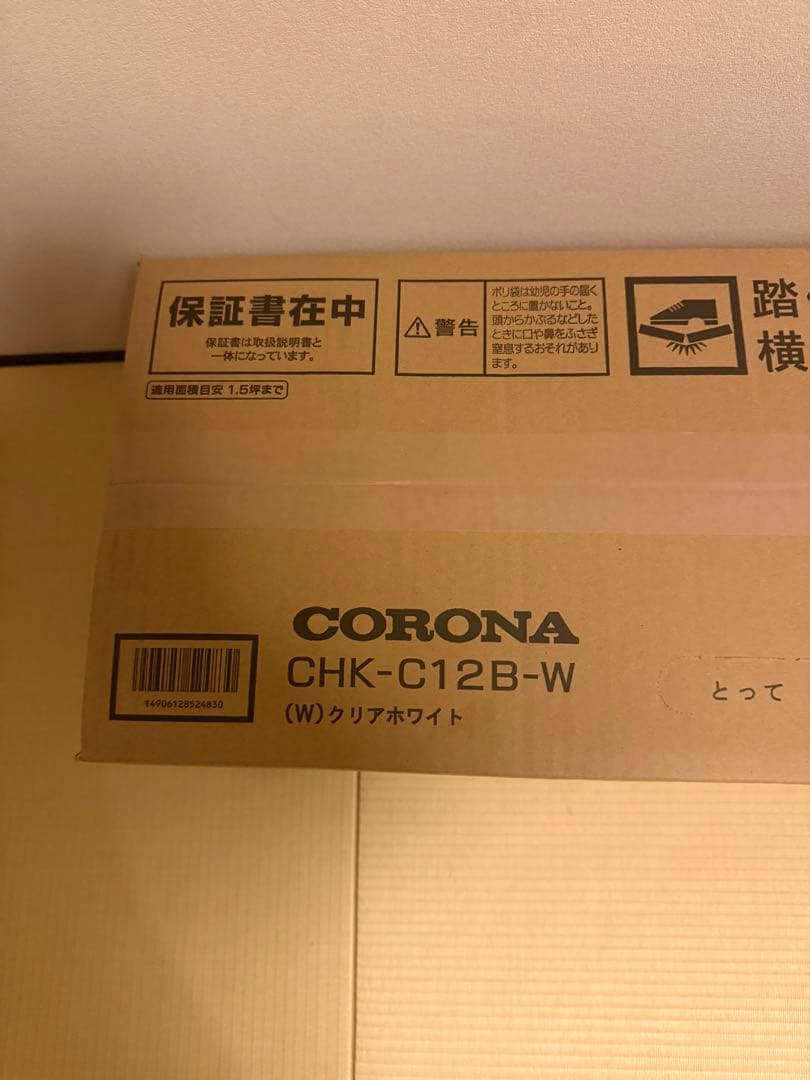 保証書在中
保証書は取扱説明書と
一体になっています。
適用面積目安 1.5坪まで
警告
ポリ袋は幼児の手の届く
ところに置かないこと。
頭からかぶるなどした
ときに口や鼻をふさぎ
窒息するおそれがあり
ます。
踏
横
CORONA
CHK-C12B-W
(W)クリアホワイト
T4906128524830
とって